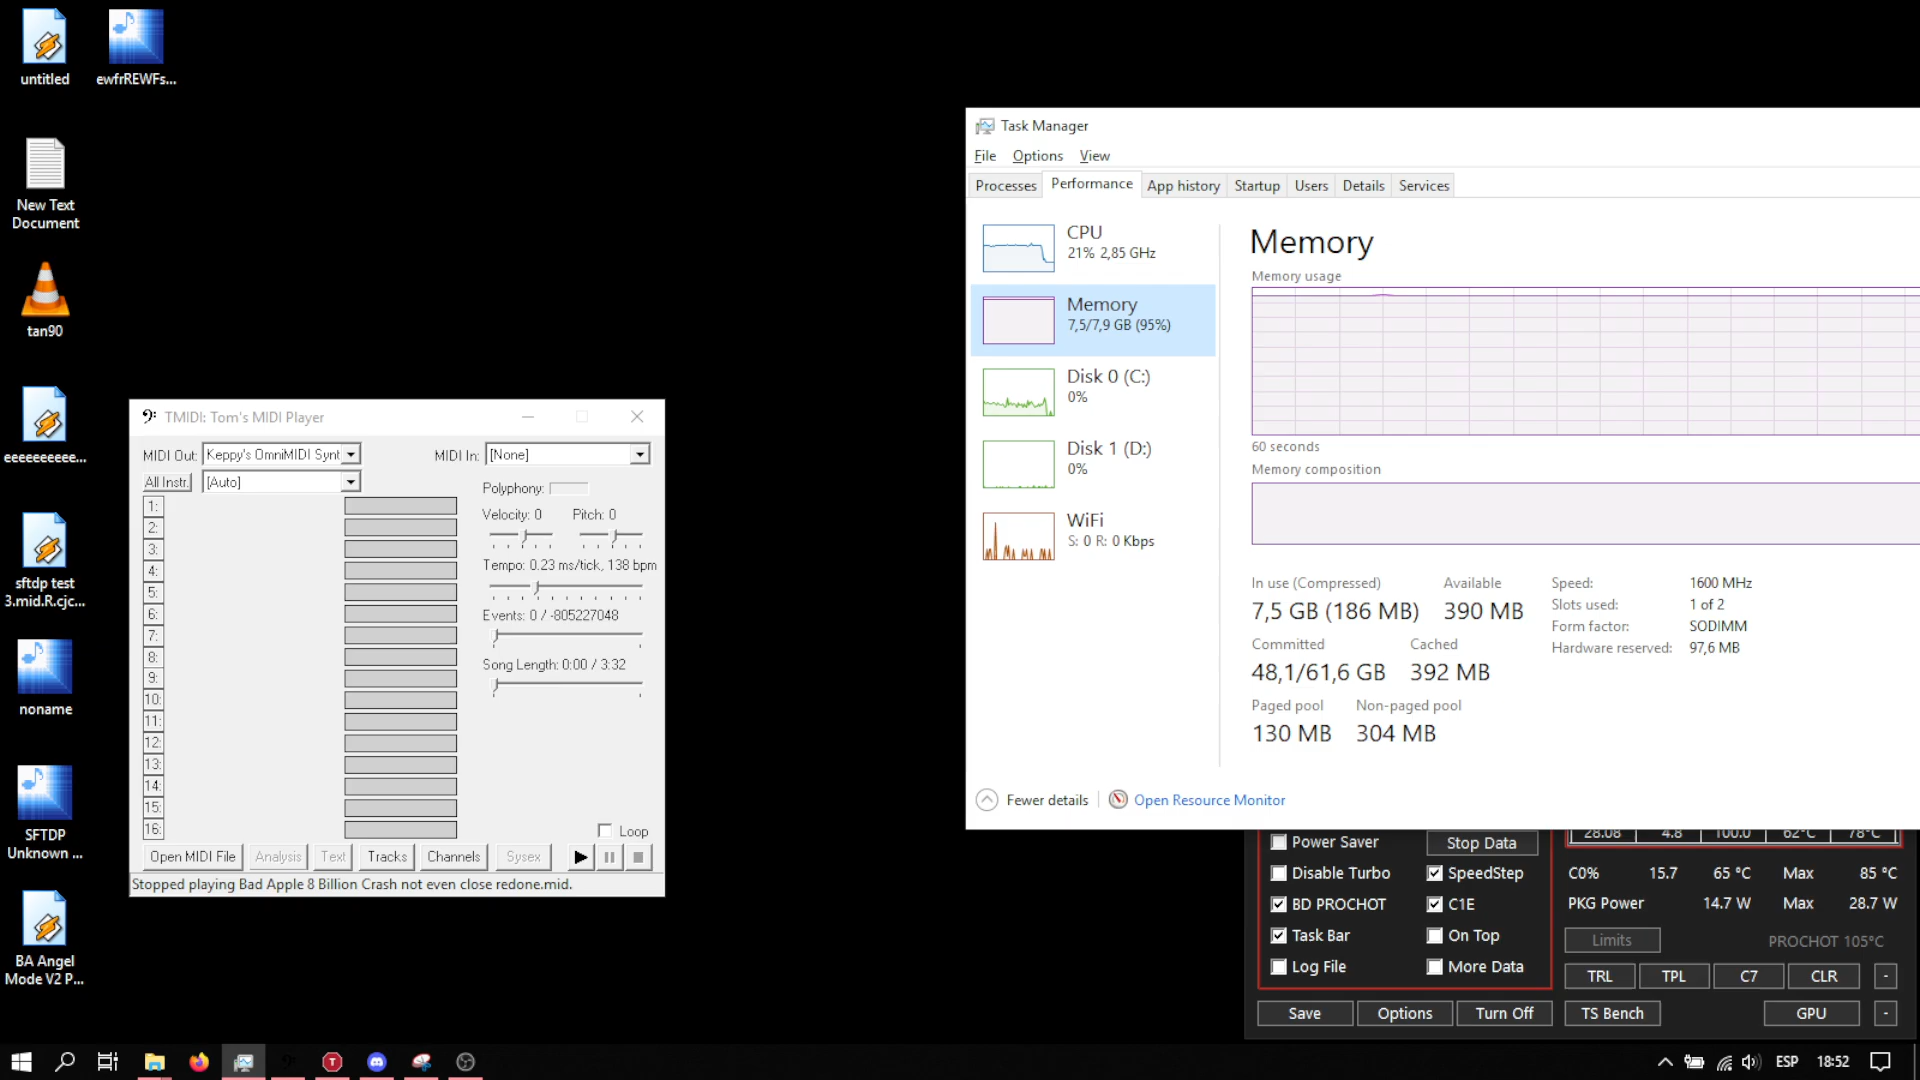 untitled
ewfrREWFs...
New Text
Document
tan90
eeeeeeeeee...
sftdp test
3.mid.R.cjc...
noname
SFTDP
Unknown ...
BA Angel
Mode V2 P...
TMIDI: Tom's MIDI Player
MIDI Out:
Keppy's OmniMIDI Synt
MIDI In:
[None]
All Instr.
[Auto]
Polyphony:
Velocity: 0
Pitch: 0
Tempo: 0.23 ms/tick, 138 bpm
Events: 0 / -805227048
Song Length: 0:00 / 3:32
1:
2:
3:
4:
5:
6:
7:
8:
9:
10:
11:
12:
13:
14:
15:
16:
Loop
Open MIDI File
Analysis
Text
Tracks
Channels
Sysex
Stopped playing Bad Apple 8 Billion Crash not even close redone.mid.
Task Manager
File Options View
Processes Performance App history Startup Users Details Services
CPU
21% 2,85 GHz
Memory
7,5/7,9 GB (95%)
Disk 0 (C:)
0%
Disk 1 (D:)
0%
WiFi
S: 0 R: 0 Kbps
Memory
Memory usage
60 seconds
Memory composition
In use (Compressed)
7,5 GB (186 MB)
Available
390 MB
Committed
48,1/61,6 GB
Cached
392 MB
Paged pool
130 MB
Non-paged pool
304 MB
Speed: 1600 MHz
Slots used: 1 of 2
Form factor: SODIMM
Hardware reserved: 97,6 MB
Fewer details
Open Resource Monitor
28.08 4.8 100.0 62°C 78°C
Power Saver
Stop Data
Disable Turbo
SpeedStep
BD PROCHOT
C1E
Task Bar
On Top
Log File
More Data
C0% 15.7 65 °C Max 85 °C
PKG Power 14.7 W Max 28.7 W
Limits
PROCHOT 105°C
TRL
TPL
C7
CLR
-
Save
Options
Turn Off
TS Bench
GPU
-
ESP
18:52